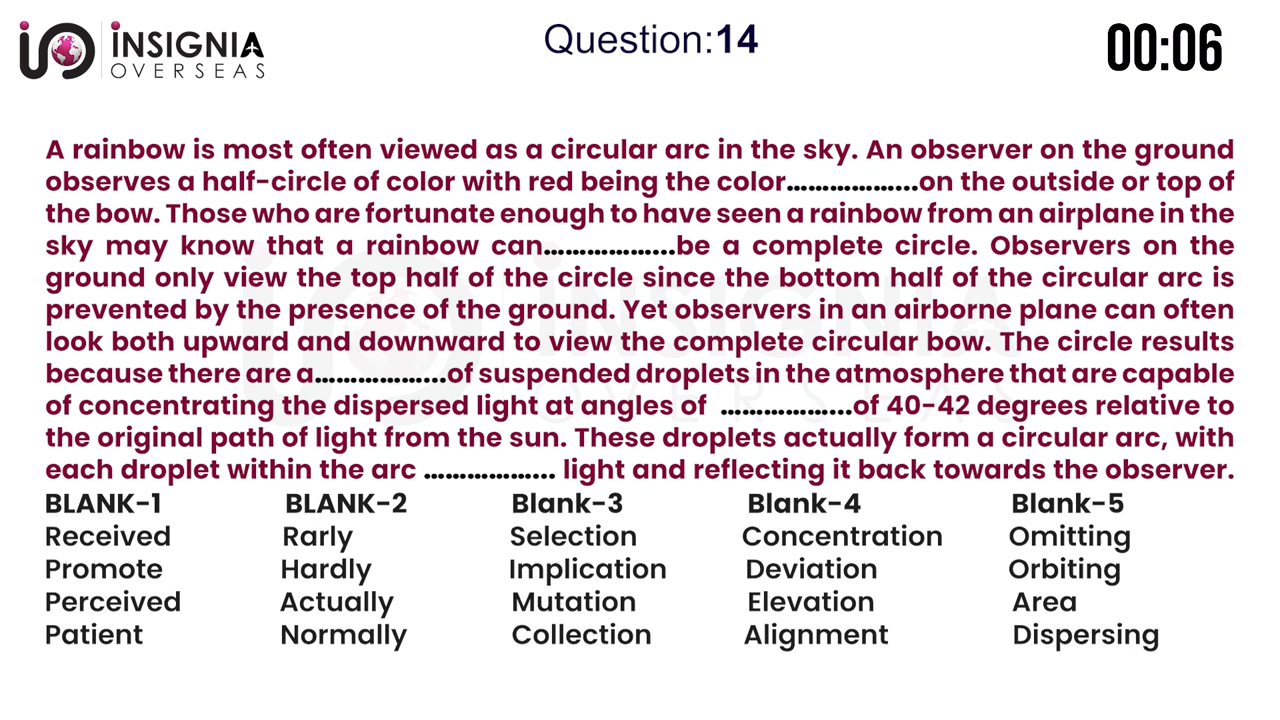 iNSIGNIA
OVERSEAS
Question:14
00:06
A rainbow is most often viewed as a circular arc in the sky. An observer on the ground
observes a half-circle of color with red being the color………………...on the outside or top of
the bow. Those who are fortunate enough to have seen a rainbow from an airplane in the
sky may know that a rainbow can………………...be a complete circle. Observers on the
ground only view the top half of the circle since the bottom half of the circular arc is
prevented by the presence of the ground. Yet observers in an airborne plane can often
look both upward and downward to view the complete circular bow. The circle results
because there are a………………...of suspended droplets in the atmosphere that are capable
of concentrating the dispersed light at angles of ………………...of 40-42 degrees relative to
the original path of light from the sun. These droplets actually form a circular arc, with
each droplet within the arc ………………... light and reflecting it back towards the observer.
BLANK-1 BLANK-2 Blank-3 Blank-4 Blank-5
Received Rarly Selection Concentration Omitting
Promote Hardly Implication Deviation Orbiting
Perceived Actually Mutation Elevation Area
Patient Normally Collection Alignment Dispersing